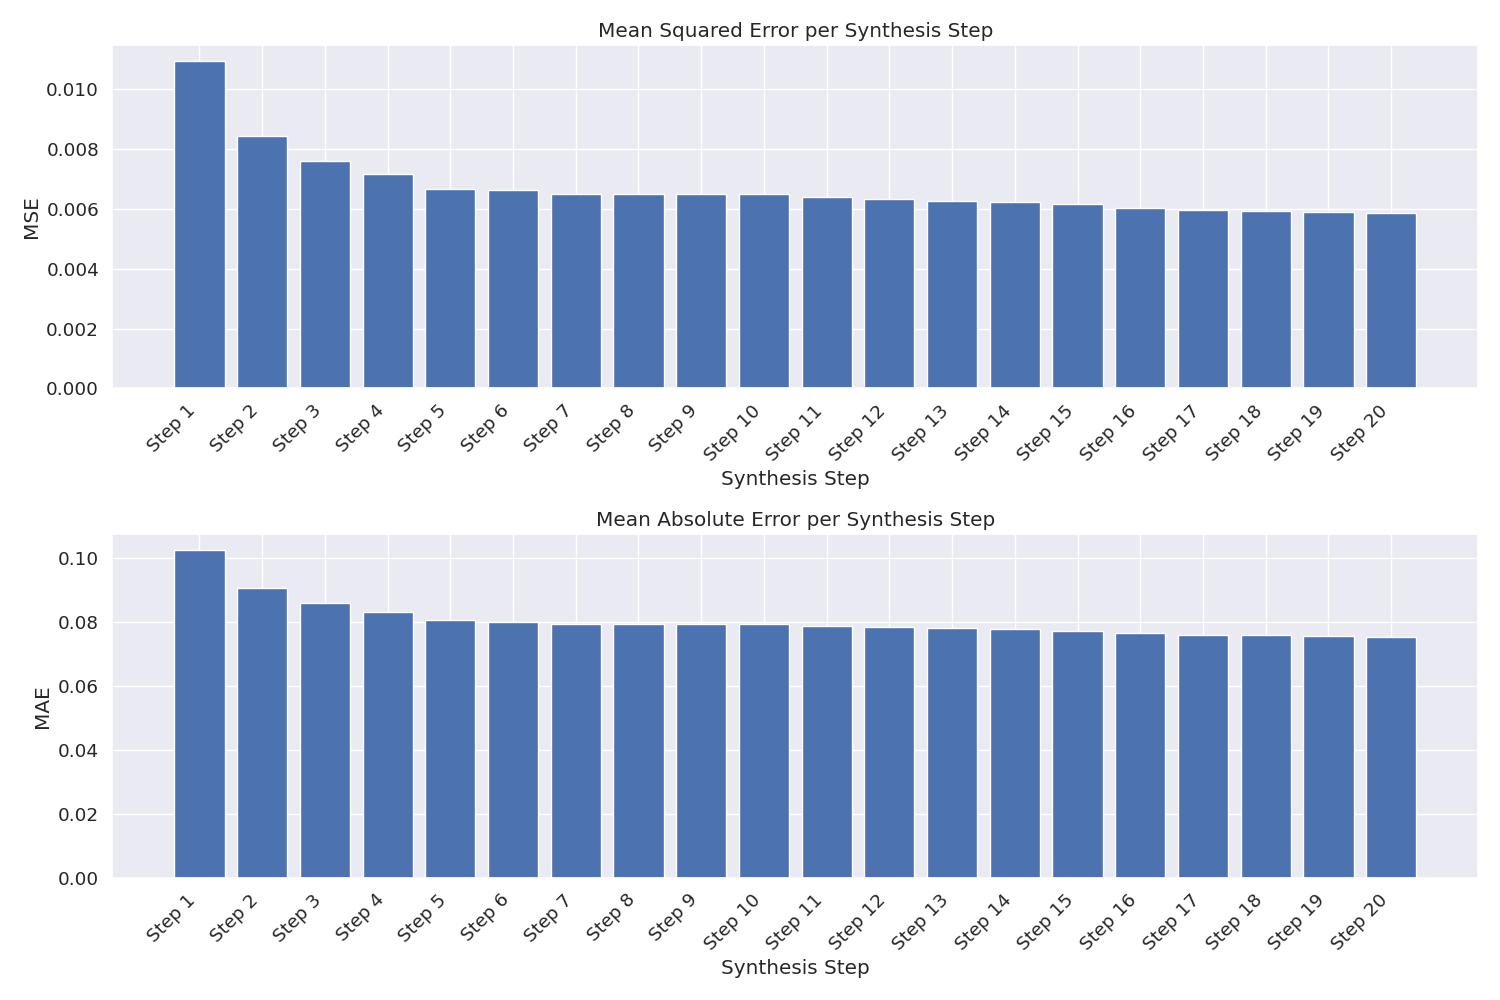 Mean Squared Error per Synthesis Step
MSE
0.010
0.008
0.006
0.004
0.002
0.000
Step 1
Step 2
Step 3
Step 4
Step 5
Step 6
Step 7
Step 8
Step 9
Step 10
Step 11
Step 12
Step 13
Step 14
Step 15
Step 16
Step 17
Step 18
Step 19
Step 20
Synthesis Step
Mean Absolute Error per Synthesis Step
MAE
0.10
0.08
0.06
0.04
0.02
0.00
Step 1
Step 2
Step 3
Step 4
Step 5
Step 6
Step 7
Step 8
Step 9
Step 10
Step 11
Step 12
Step 13
Step 14
Step 15
Step 16
Step 17
Step 18
Step 19
Step 20
Synthesis Step